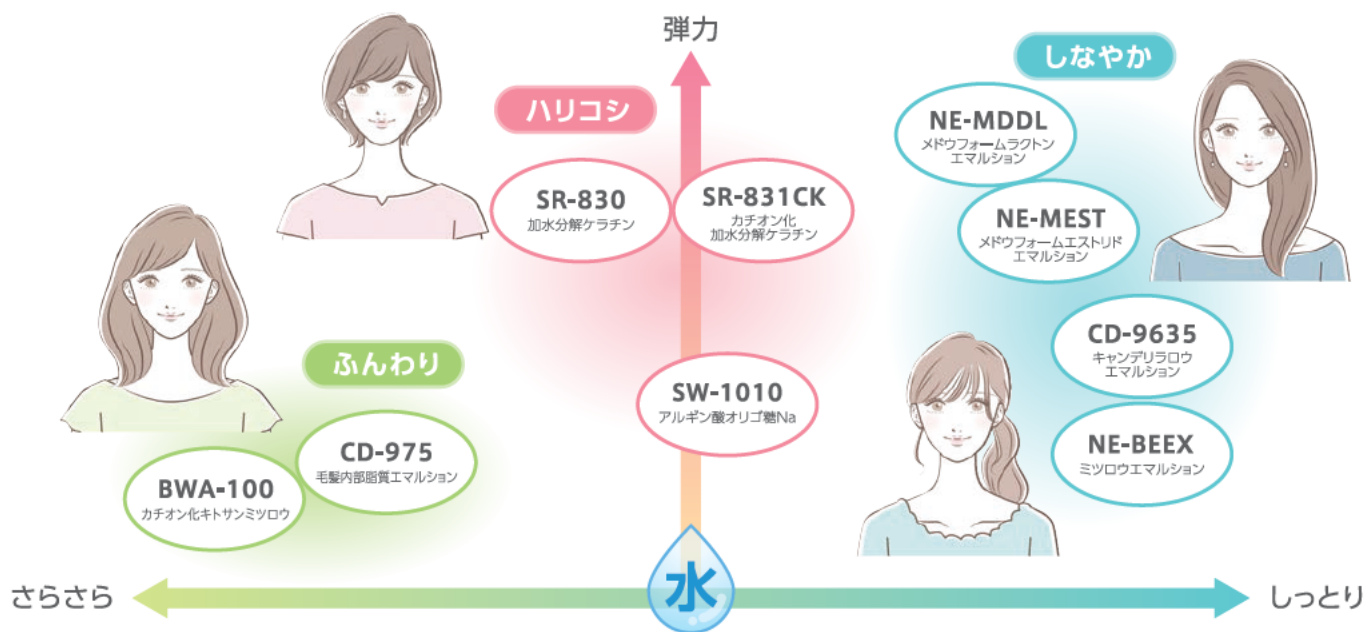 弾力
ハリコシ
しなやか
NE-MDDL
メドウフォームラクトン
エマルション
SR-830
加水分解ケラチン
SR-831CK
カチオン化
加水分解ケラチン
NE-MEST
メドウフォームエストリド
エマルション
ふんわり
CD-9635
キャンデリラロウ
エマルション
SW-1010
アルギン酸オリゴ糖Na
CD-975
毛髪内部脂質エマルション
NE-BEEX
ミツロウエマルション
BWA-100
カチオン化キトサンミツロウ
さらさら
水
しっとり